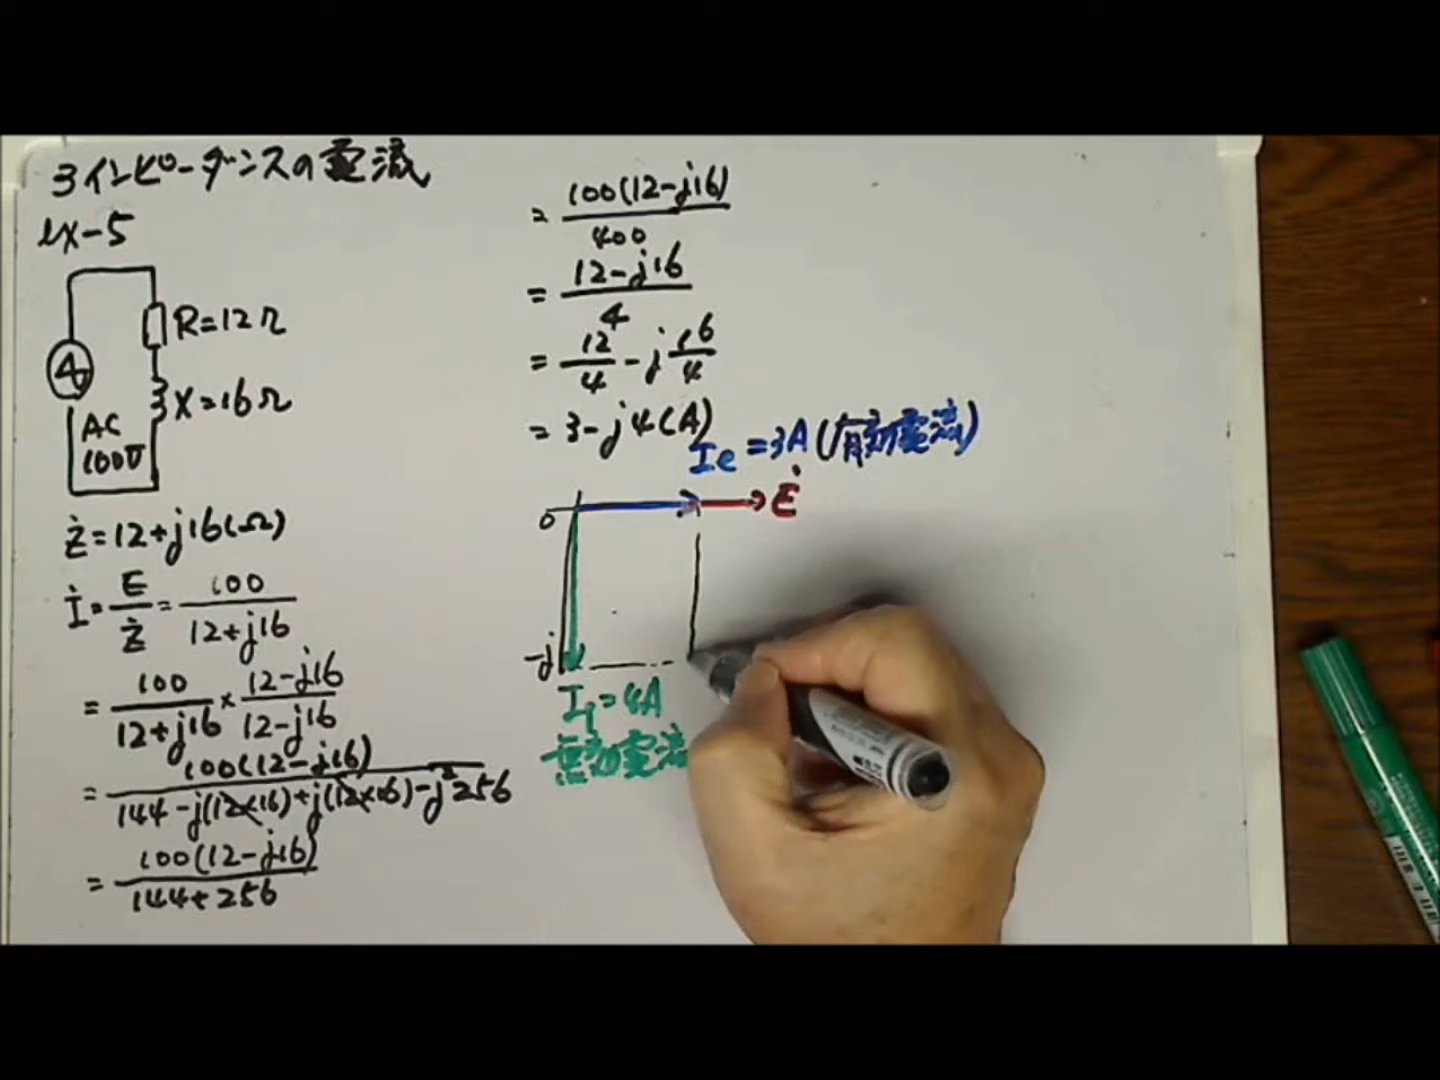 3インピーダンスの電流
ex-5
R=12Ω
X=16Ω
AC
100V
Ż=12+j16(Ω)
İ=E/Ż=100/(12+j16)
=100/(12+j16)×(12-j16)/(12-j16)
=100(12-j16)/(144-j(12×16)+j(12×16)-j²256)
=100(12-j16)/(144+256)
=100(12-j16)/400
=(12-j16)/4
=12/4-j16/4
=3-j4(A)
Ie=3A(有効電流)
0
Ė
-j
Iq=4A
無効電流